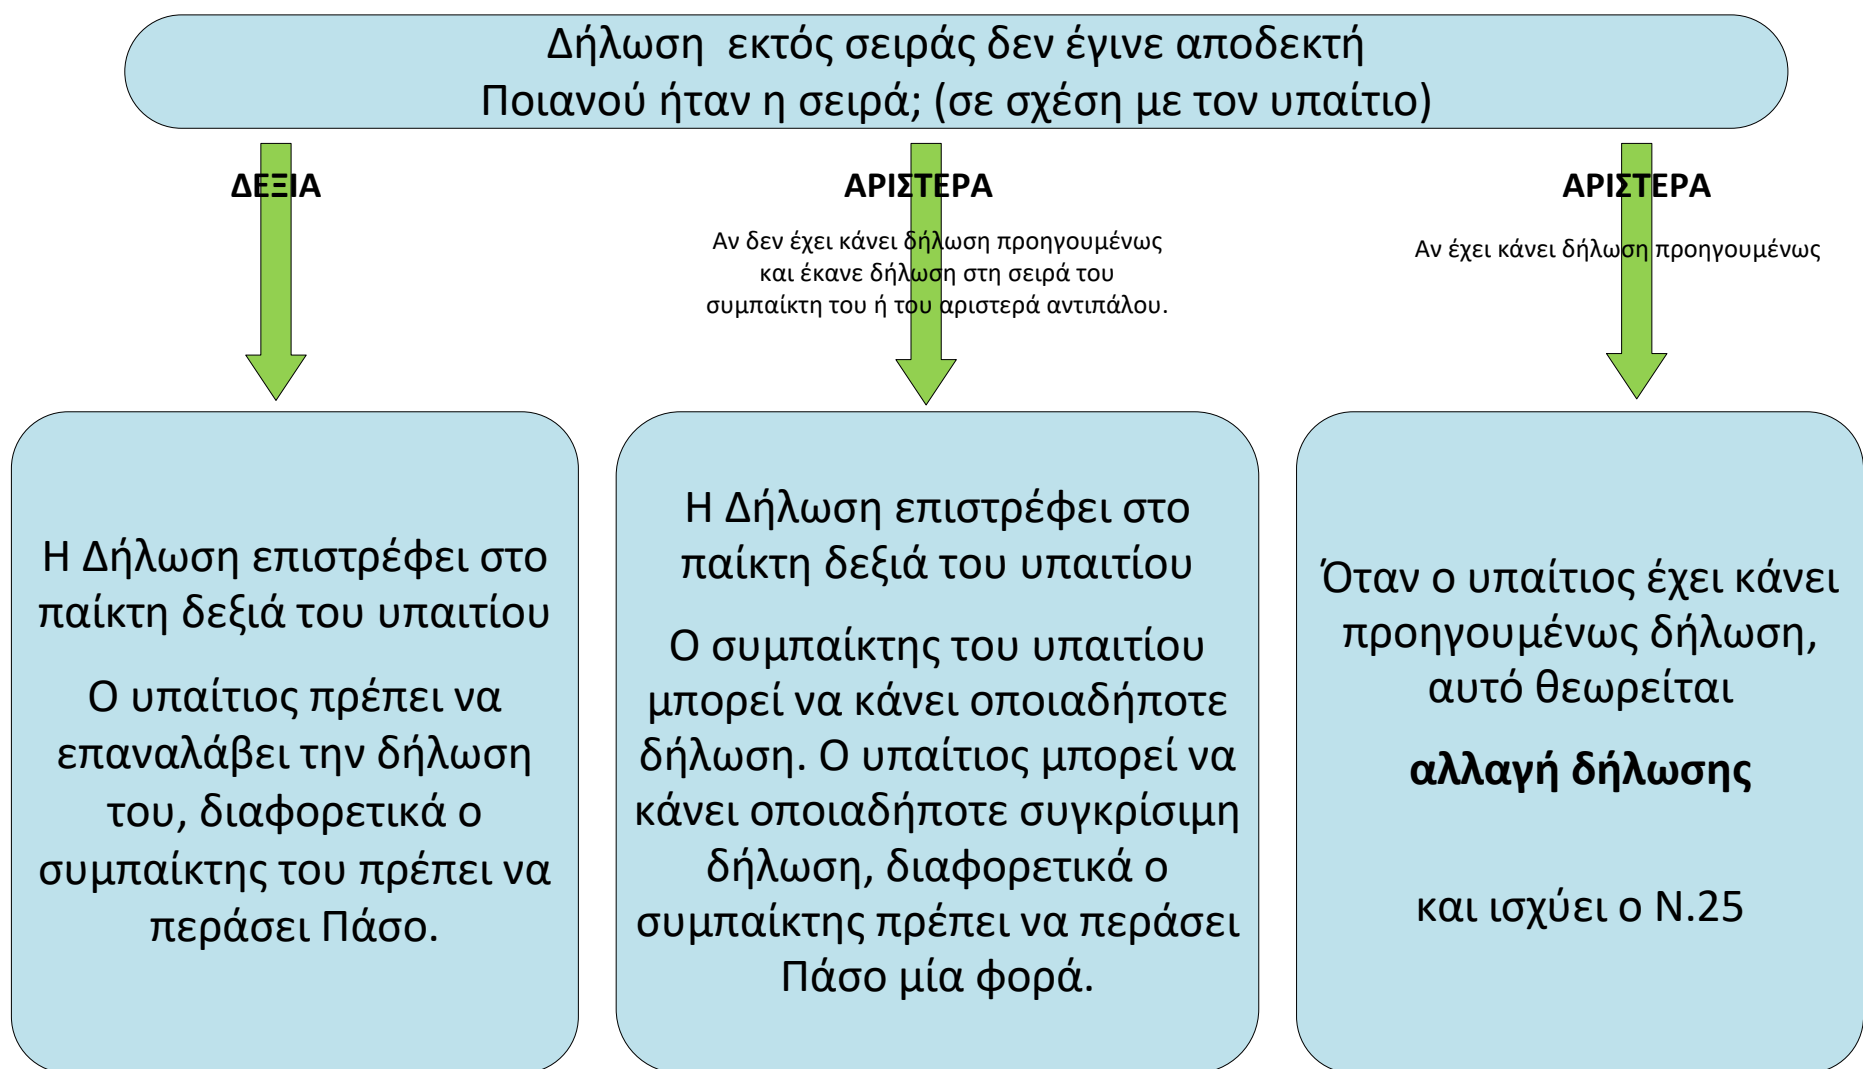 Δήλωση εκτός σειράς δεν έγινε αποδεκτή
Ποιανού ήταν η σειρά; (σε σχέση με τον υπαίτιο)
ΔΕΞΙΑ
Η Δήλωση επιστρέφει στο
παίκτη δεξιά του υπαιτίου
Ο υπαίτιος πρέπει να
επαναλάβει την δήλωση
του, διαφορετικά ο
συμπαίκτης του πρέπει να
περάσει Πάσο.
ΑΡΙΣΤΕΡΑ
Αν δεν έχει κάνει δήλωση προηγουμένως
και έκανε δήλωση στη σειρά του
συμπαίκτη του ή του αριστερά αντιπάλου.
Η Δήλωση επιστρέφει στο
παίκτη δεξιά του υπαιτίου
Ο συμπαίκτης του υπαιτίου
μπορεί να κάνει οποιαδήποτε
δήλωση. Ο υπαίτιος μπορεί να
κάνει οποιαδήποτε συγκρίσιμη
δήλωση, διαφορετικά ο
συμπαίκτης πρέπει να περάσει
Πάσο μία φορά.
ΑΡΙΣΤΕΡΑ
Αν έχει κάνει δήλωση προηγουμένως
Όταν ο υπαίτιος έχει κάνει
προηγουμένως δήλωση,
αυτό θεωρείται
αλλαγή δήλωσης
και ισχύει ο Ν.25